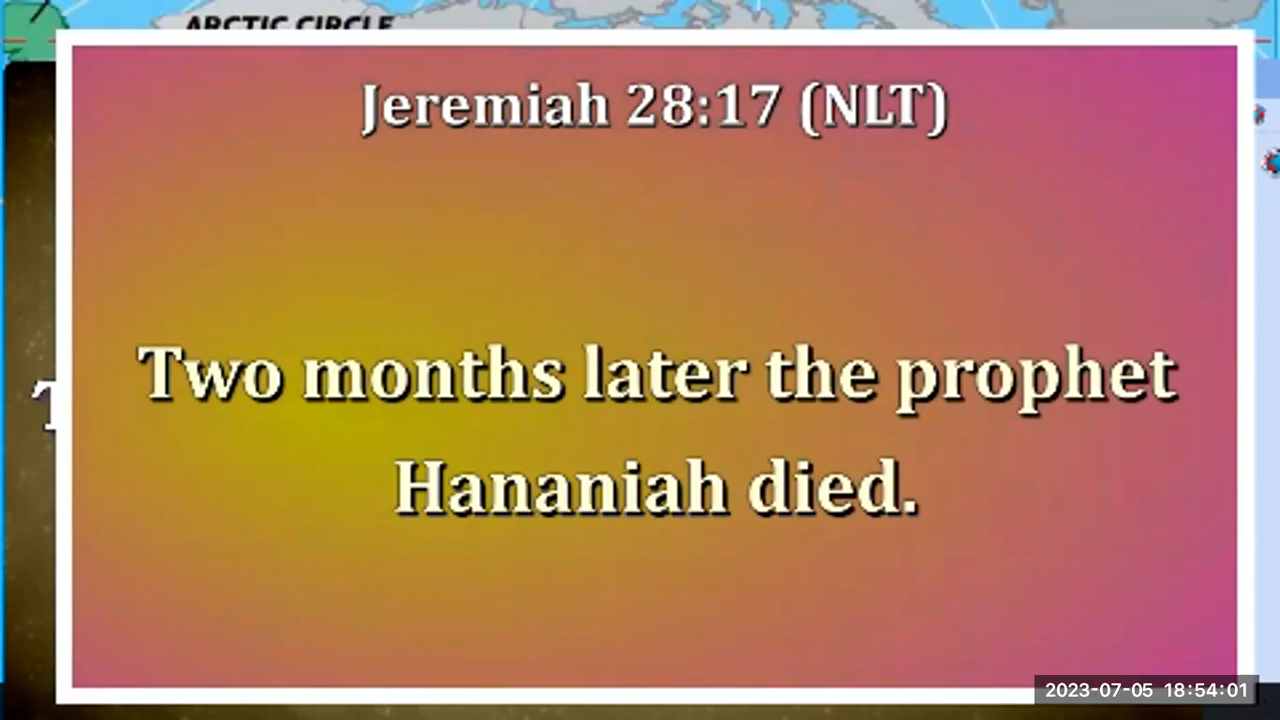 ARCTIC CIRCLE
Jeremiah 28:17 (NLT)
Two months later the prophet
Hananiah died.
T
2023-07-05 18:54:01